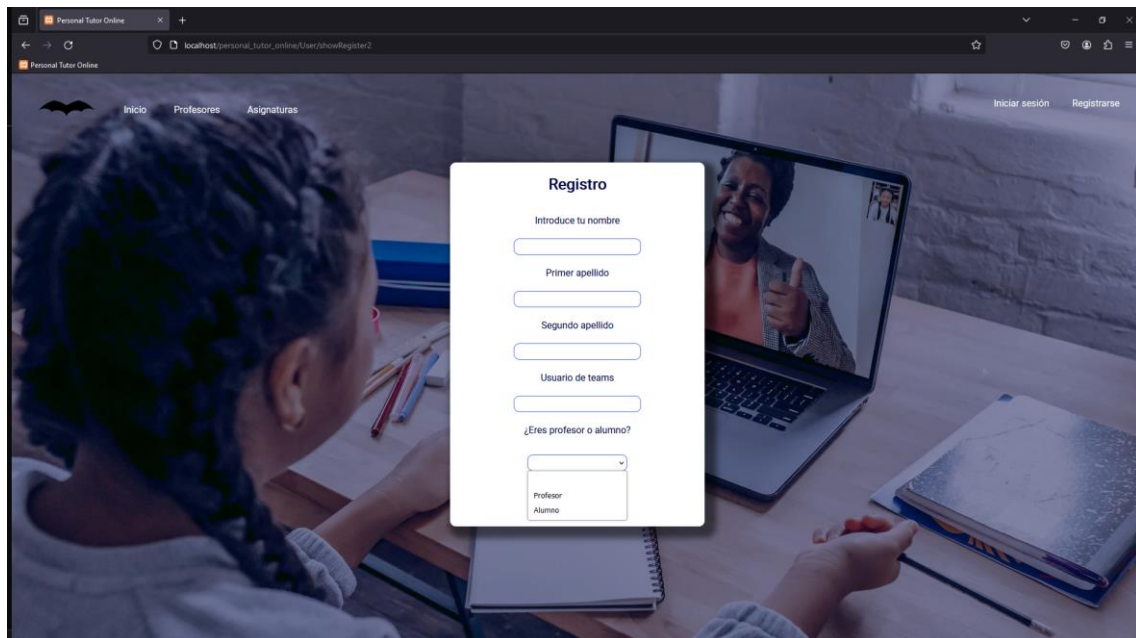 Personal Tutor Online
localhost/personal_tutor_online/User/showRegister2
Personal Tutor Online
Inicio Profesores Asignaturas Iniciar sesión Registrarse
Registro
Introduce tu nombre
Primer apellido
Segundo apellido
Usuario de teams
¿Eres profesor o alumno?
Profesor
Alumno